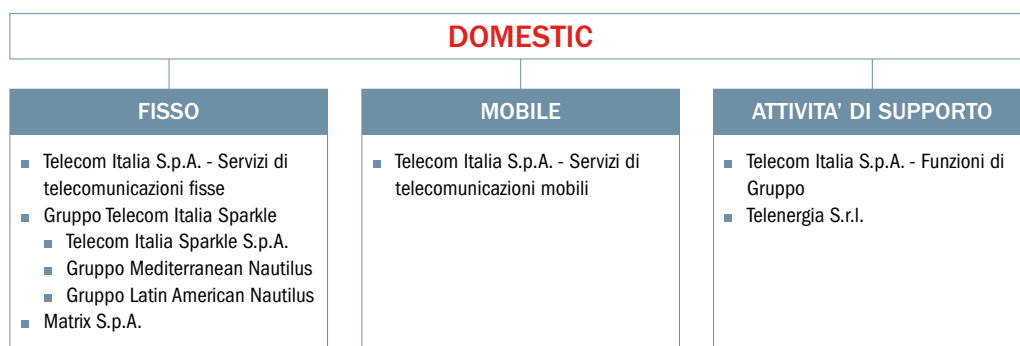 DOMESTIC
FISSO
Telecom Italia S.p.A. - Servizi di
telecomunicazioni fisse
Gruppo Telecom Italia Sparkle
Telecom Italia Sparkle S.p.A.
Gruppo Mediterranean Nautilus
Gruppo Latin American Nautilus
Matrix S.p.A.
MOBILE
Telecom Italia S.p.A. - Servizi di
telecomunicazioni mobili
ATTIVITA' DI SUPPORTO
Telecom Italia S.p.A. - Funzioni di
Gruppo
Telenergia S.r.l.